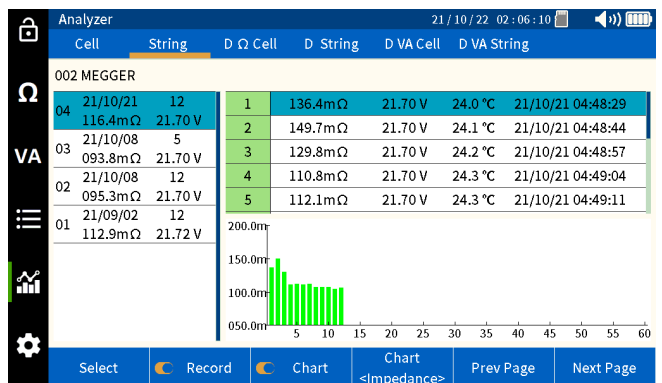 Analyzer 21/10/22 02:06:10
Cell String D Ω Cell D String D VA Cell D VA String
002 MEGGER
Ω
VA
04 21/10/21 12
116.4mΩ 21.70 V
03 21/10/08 5
093.8mΩ 21.70 V
02 21/10/08 12
095.3mΩ 21.70 V
01 21/09/02 12
112.9mΩ 21.72 V
1 136.4mΩ 21.70 V 24.0 °C 21/10/21 04:48:29
2 149.7mΩ 21.70 V 24.1 °C 21/10/21 04:48:44
3 129.8mΩ 21.70 V 24.2 °C 21/10/21 04:48:57
4 110.8mΩ 21.70 V 24.3 °C 21/10/21 04:49:04
5 112.1mΩ 21.70 V 24.3 °C 21/10/21 04:49:11
200.0m
150.0m
100.0m
050.0m
5 10 15 20 25 30 35 40 45 50 55 60
Select Record Chart Chart Prev Page Next Page
<Impedance>